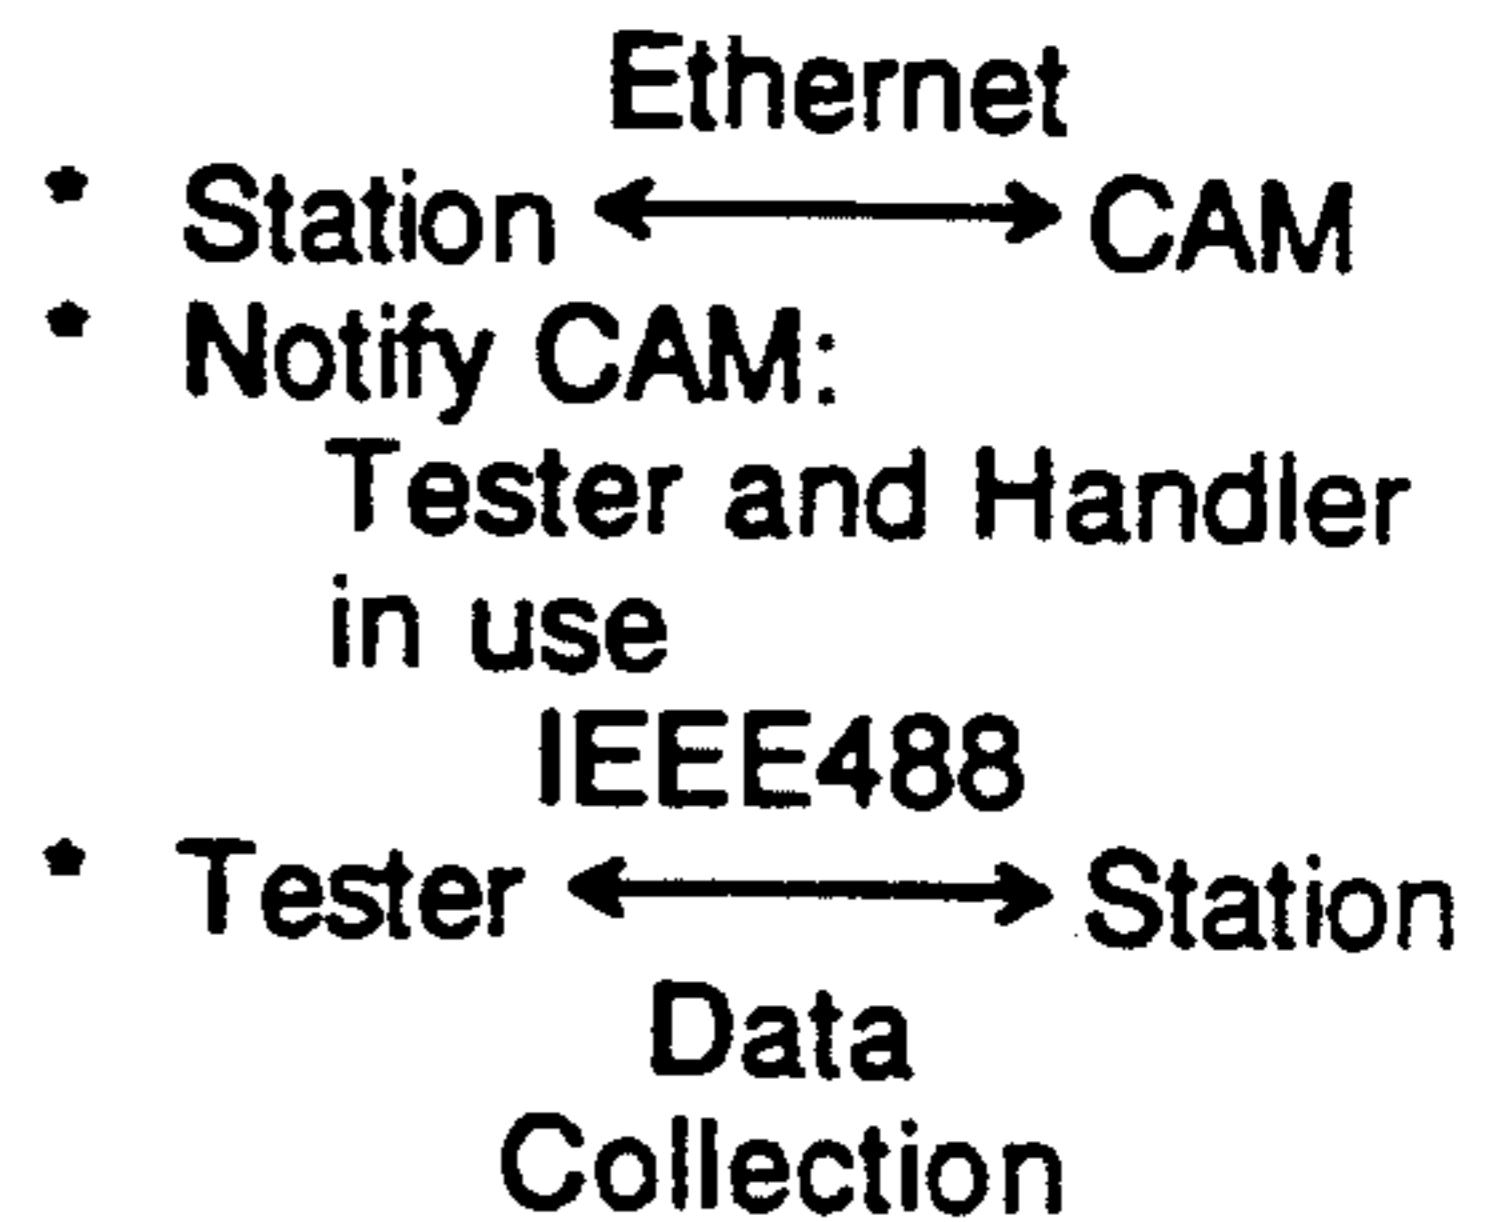 Ethernet
* Station ⟷ CAM
* Notify CAM:
Tester and Handler
in use
IEEE488
* Tester ⟷ Station
Data
Collection